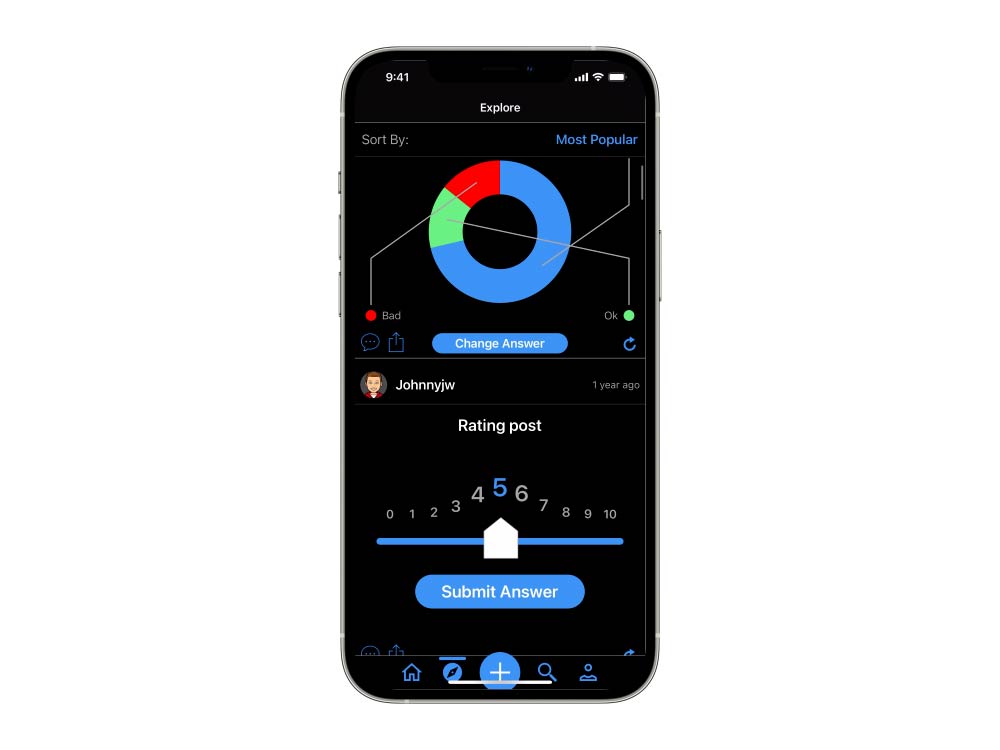 9:41
Explore
Sort By: Most Popular
Bad Ok
Change Answer
Johnnyjw 1 year ago
Rating post
0 1 2 3 4 5 6 7 8 9 10
Submit Answer